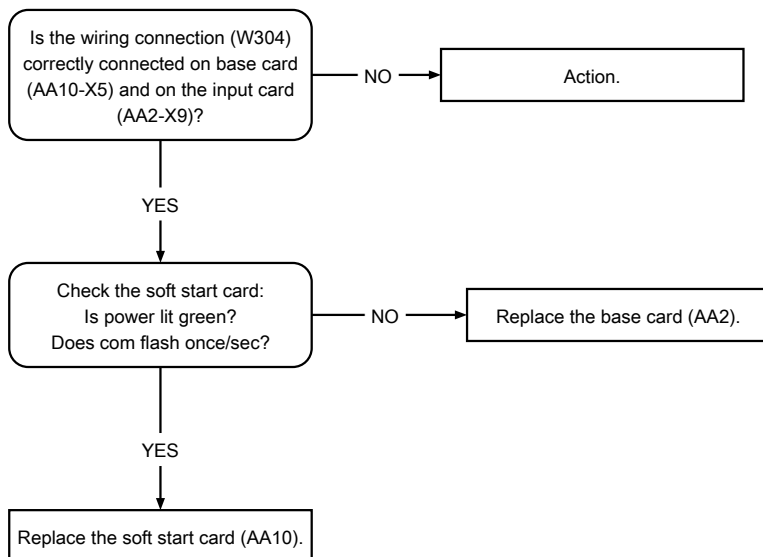 Is the wiring connection (W304)
correctly connected on base card
(AA10-X5) and on the input card
(AA2-X9)?
NO
Action.
YES
Check the soft start card:
Is power lit green?
Does com flash once/sec?
NO
Replace the base card (AA2).
YES
Replace the soft start card (AA10).